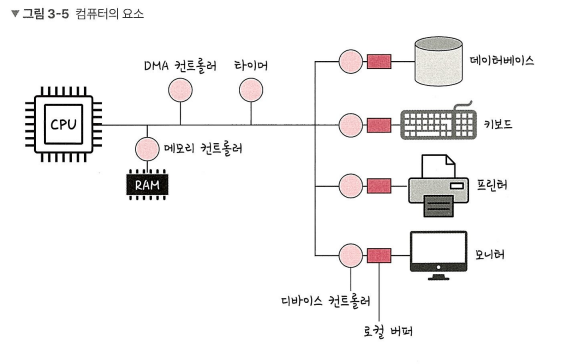 ▼ 그림 3-5 컴퓨터의 요소
DMA 컨트롤러 타이머
데이터베이스
CPU
키보드
메모리 컨트롤러
RAM
프린터
모니터
디바이스 컨트롤러
로컬 버퍼